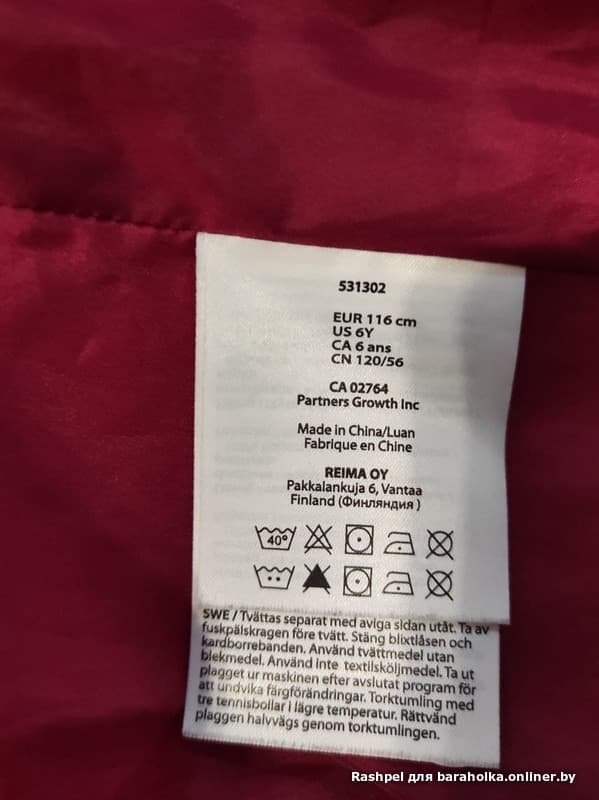 531302
EUR 116 cm
US 6Y
CA 6 ans
CN 120/56
CA 02764
Partners Growth Inc
Made in China/Luan
Fabrique en Chine
REIMA OY
Pakkalankuja 6, Vantaa
Finland (Финляндия )
40°
SWE / Tvättas separat med aviga sidan utåt. Ta av
fuskpälskragen före tvätt. Stäng blixtlåsen och
kardborrebanden. Använd tvättmedel utan
blekmedel. Använd inte textilsköljmedel. Ta ut
plagget ur maskinen efter avslutat program för
att undvika färgförändringar. Torktumling med
tre tennisbollar i lägre temperatur. Rättvänd
plaggen halvvägs genom torktumlingen.
Rashpel для baraholka.onliner.by